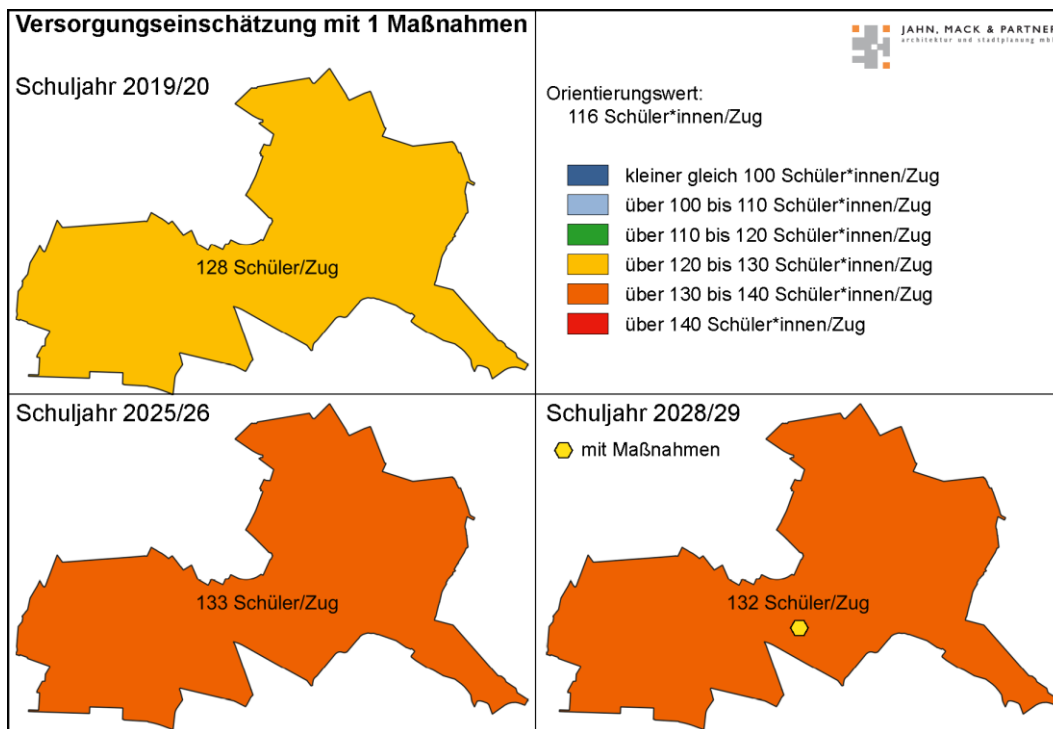 Versorgungseinschätzung mit 1 Maßnahmen
JAHN, MACK & PARTNER
architektur und stadtplanung mbb
Schuljahr 2019/20
128 Schüler/Zug
Orientierungswert:
116 Schüler*innen/Zug
kleiner gleich 100 Schüler*innen/Zug
über 100 bis 110 Schüler*innen/Zug
über 110 bis 120 Schüler*innen/Zug
über 120 bis 130 Schüler*innen/Zug
über 130 bis 140 Schüler*innen/Zug
über 140 Schüler*innen/Zug
Schuljahr 2025/26
133 Schüler/Zug
Schuljahr 2028/29
mit Maßnahmen
132 Schüler/Zug